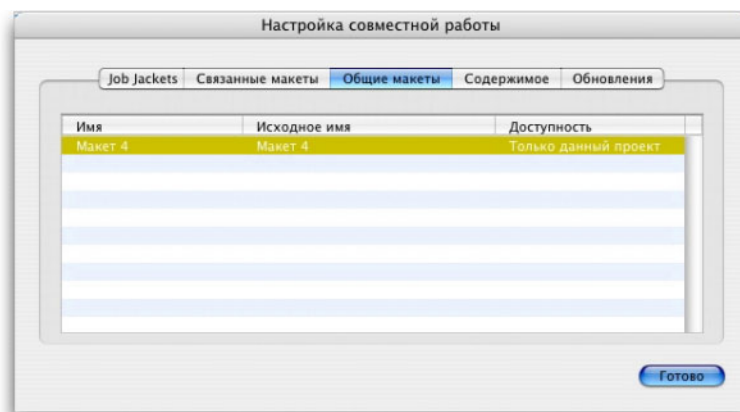 Настройка совместной работы
Job Jackets Связанные макеты Общие макеты Содержимое Обновления
Имя Исходное имя Доступность
Макет 4 Макет 4 Только данный проект
Готово